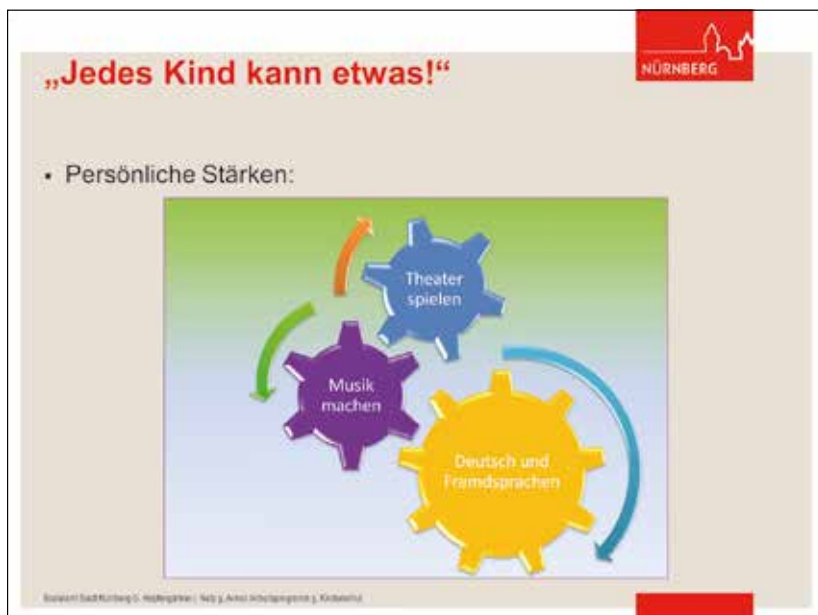 „Jedes Kind kann etwas!“
NÜRNBERG
▪ Persönliche Stärken:
Theater
spielen
Musik
machen
Deutsch und
Fremdsprachen